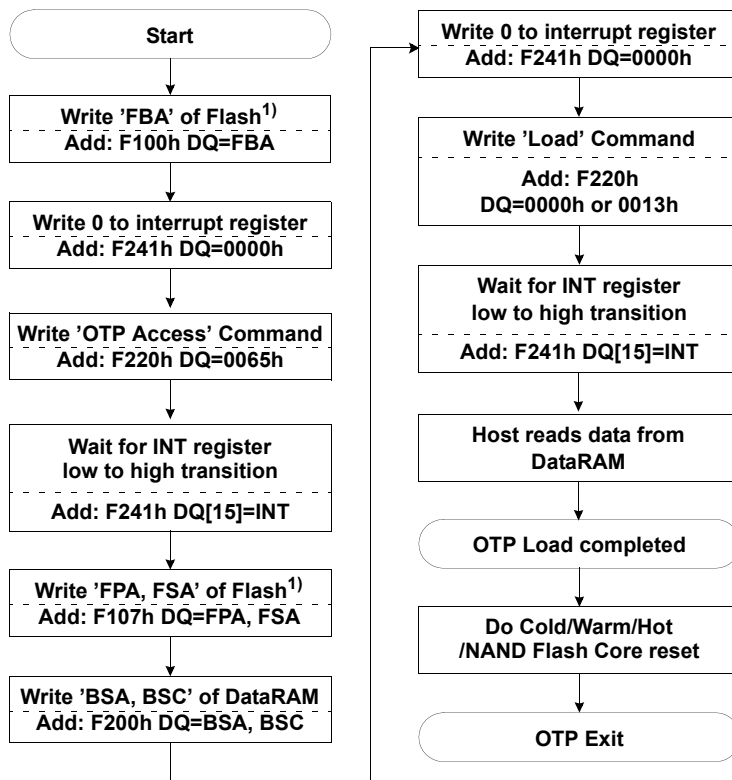 Start
Write 'FBA' of Flash1)
Add: F100h DQ=FBA
Write 0 to interrupt register
Add: F241h DQ=0000h
Write 'OTP Access' Command
Add: F220h DQ=0065h
Wait for INT register
low to high transition
Add: F241h DQ[15]=INT
Write 'FPA, FSA' of Flash1)
Add: F107h DQ=FPA, FSA
Write 'BSA, BSC' of DataRAM
Add: F200h DQ=BSA, BSC
Write 0 to interrupt register
Add: F241h DQ=0000h
Write 'Load' Command
Add: F220h
DQ=0000h or 0013h
Wait for INT register
low to high transition
Add: F241h DQ[15]=INT
Host reads data from
DataRAM
OTP Load completed
Do Cold/Warm/Hot
/NAND Flash Core reset
OTP Exit